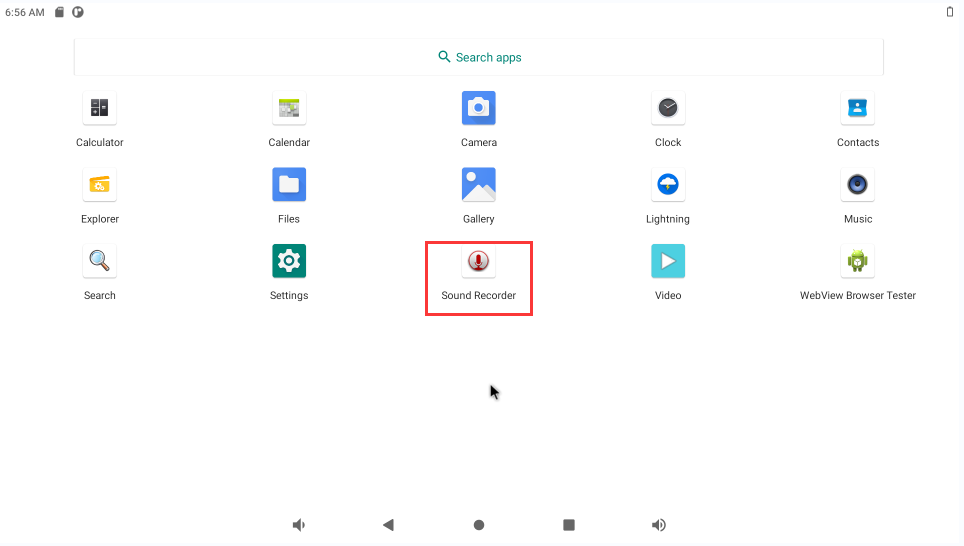 6:56 AM
Search apps
Calculator
Calendar
Camera
Clock
Contacts
Explorer
Files
Gallery
Lightning
Music
Search
Settings
Sound Recorder
Video
WebView Browser Tester